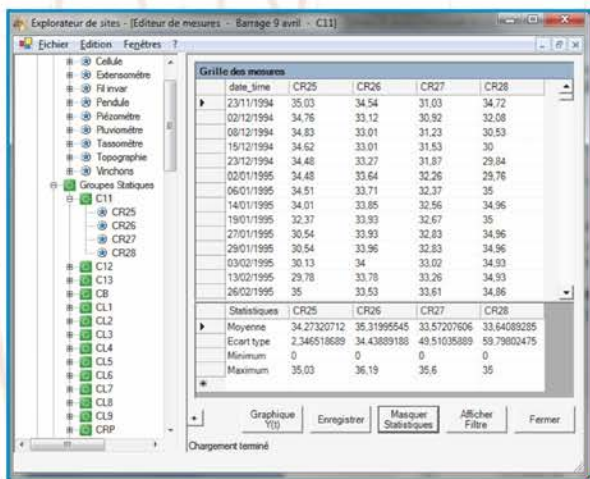 Explorateur de sites - [Editeur de mesures - Barrage 9 avril - C11]
Fichier Edition Fenêtres ?
Cellule
Extensomètre
Fil invar
Pendule
Piézomètre
Pluviomètre
Tassomètre
Topographie
Vinchons
Groupes Statiques
C11
CR25
CR26
CR27
CR28
C12
C13
CB
CL1
CL2
CL3
CL4
CL5
CL6
CL7
CL8
CL9
CRP
Grille des mesures
date_time CR25 CR26 CR27 CR28
23/11/1994 35,03 34,54 31,03 34,72
02/12/1994 34,76 33,12 30,92 32,08
08/12/1994 34,83 33,01 31,23 30,53
15/12/1994 34,62 33,01 31,53 30
23/12/1994 34,48 33,27 31,87 29,84
02/01/1995 34,48 33,64 32,26 29,76
06/01/1995 34,51 33,71 32,37 35
14/01/1995 34,01 33,85 32,56 34,96
19/01/1995 32,37 33,93 32,67 35
27/01/1995 30,54 33,93 32,83 34,96
29/01/1995 30,54 33,96 32,83 34,96
03/02/1995 30,13 34 33,02 34,93
13/02/1995 29,78 33,78 33,26 34,93
26/02/1995 35 33,53 33,61 34,86
Statistiques CR25 CR26 CR27 CR28
Moyenne 34,27320712 35,31995545 33,57207606 33,64089285
Ecart type 2,346518689 34,43889188 49,51035889 59,79802475
Minimum 0 0 0 0
Maximum 35,03 36,19 35,6 35
+ Graphique Y(t) Enregistrer Masquer Statistiques Afficher Filtre Fermer
Chargement terminé